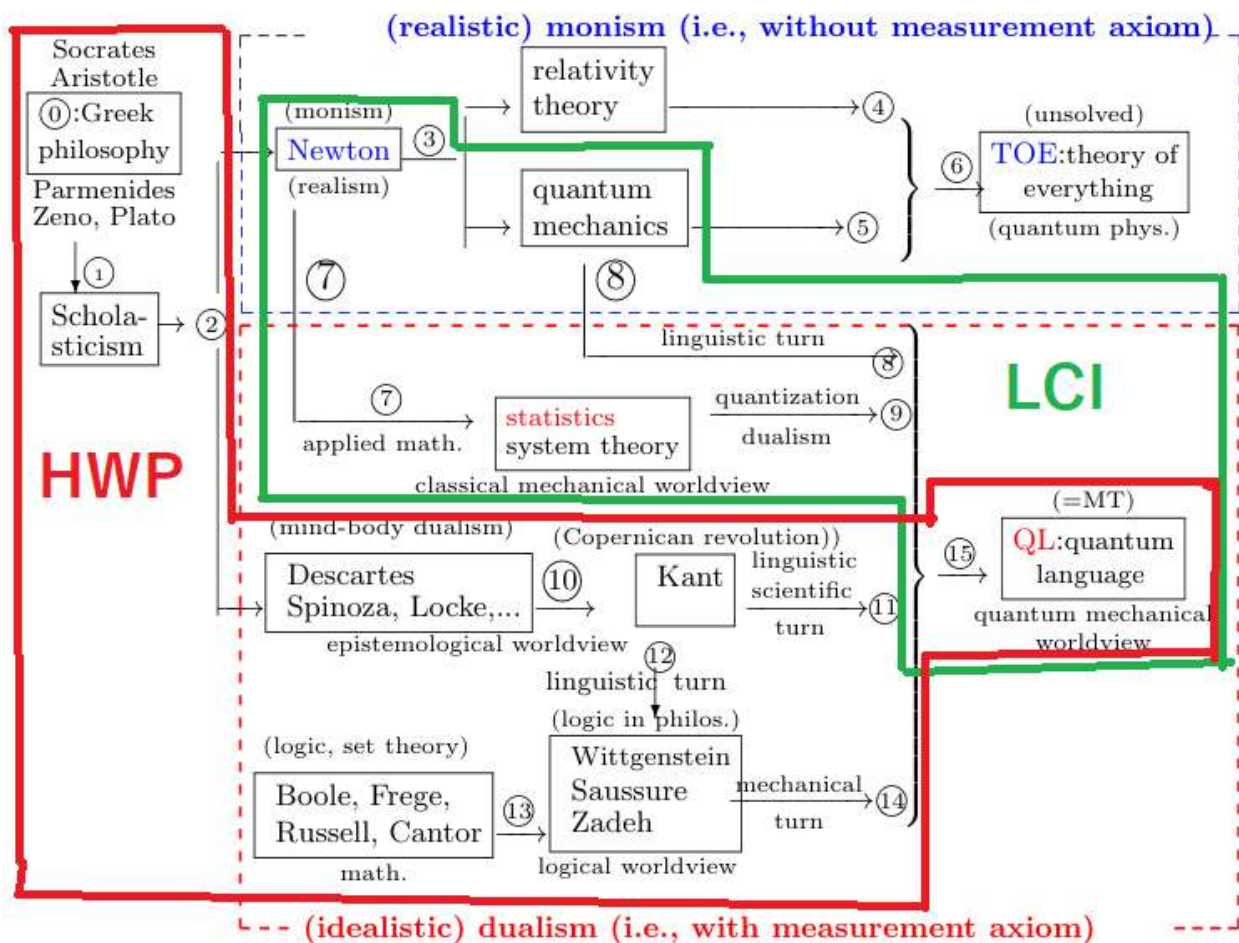 (realistic) monism (i.e., without measurement axiom)
Socrates
Aristotle
⓪:Greek
philosophy
Parmenides
Zeno, Plato
①
Schola-
sticism
②
HWP
(monism)
Newton
(realism)
③
relativity
theory
④
quantum
mechanics
⑤
⑥
(unsolved)
TOE:theory of
everything
(quantum phys.)
⑦
⑧
linguistic turn
⑧
LCI
⑦
applied math.
statistics
system theory
quantization
dualism
⑨
classical mechanical worldview
(mind-body dualism)
Descartes
Spinoza, Locke,...
epistemological worldview
⑩
(Copernican revolution))
Kant
linguistic
scientific
turn
⑪
⑮
(=MT)
QL:quantum
language
quantum mechanical
worldview
⑫
linguistic turn
(logic in philos.)
Wittgenstein
Saussure
Zadeh
logical worldview
(logic, set theory)
Boole, Frege,
Russell, Cantor
math.
⑬
mechanical
turn
⑭
(idealistic) dualism (i.e., with measurement axiom)